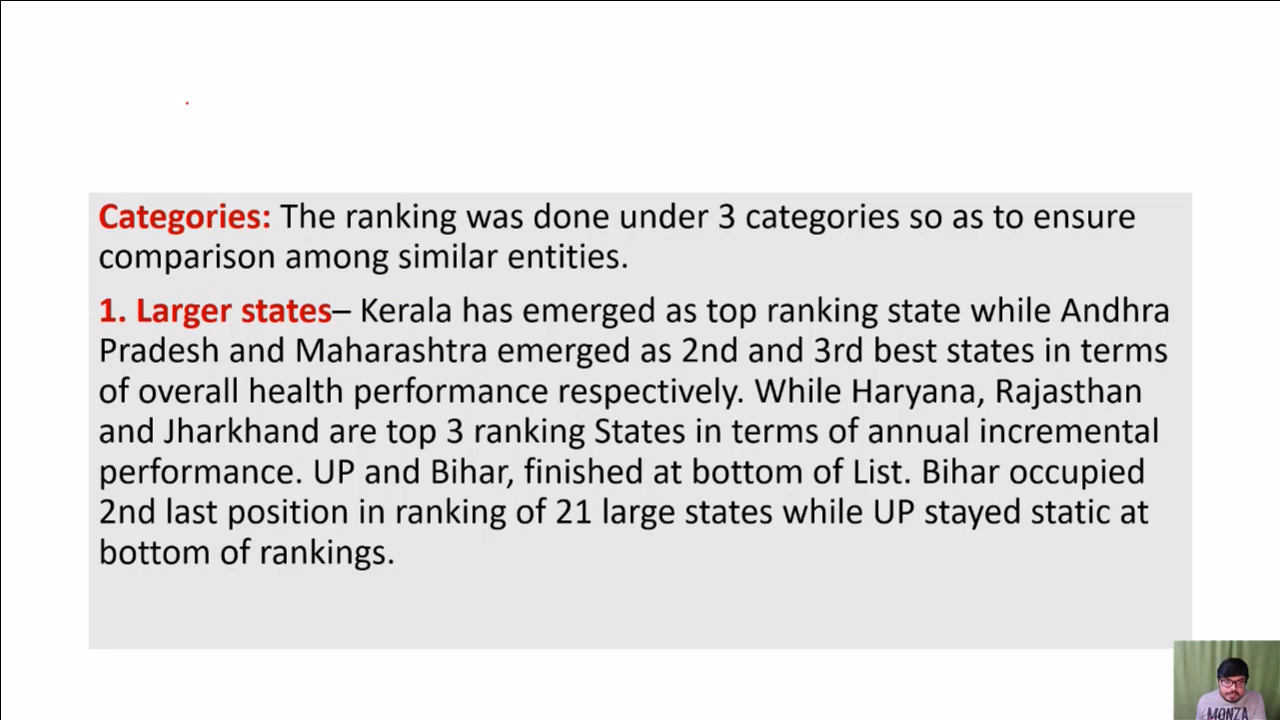 Categories: The ranking was done under 3 categories so as to ensure
comparison among similar entities.
1. Larger states– Kerala has emerged as top ranking state while Andhra
Pradesh and Maharashtra emerged as 2nd and 3rd best states in terms
of overall health performance respectively. While Haryana, Rajasthan
and Jharkhand are top 3 ranking States in terms of annual incremental
performance. UP and Bihar, finished at bottom of List. Bihar occupied
2nd last position in ranking of 21 large states while UP stayed static at
bottom of rankings.
MONZA